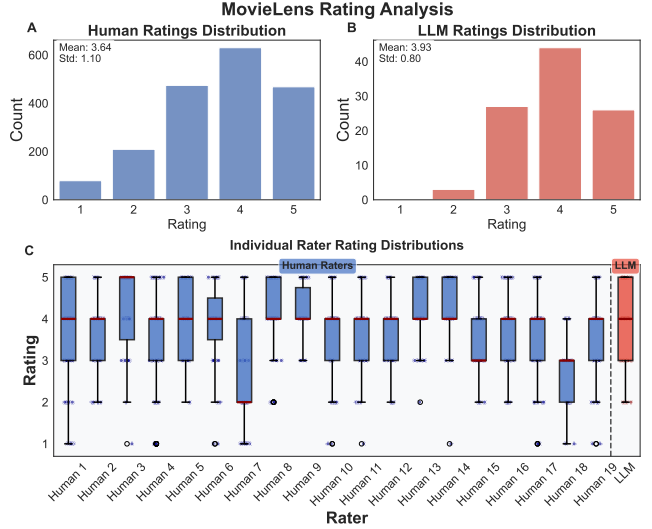 MovieLens Rating Analysis
A
Human Ratings Distribution
Mean: 3.64
Std: 1.10
600
400
200
0
Count
1 2 3 4 5
Rating
B
LLM Ratings Distribution
Mean: 3.93
Std: 0.80
40
30
20
10
0
Count
1 2 3 4 5
Rating
C
Individual Rater Rating Distributions
Human Raters
LLM
5
4
3
2
1
Rating
Human 1
Human 2
Human 3
Human 4
Human 5
Human 6
Human 7
Human 8
Human 9
Human 10
Human 11
Human 12
Human 13
Human 14
Human 15
Human 16
Human 17
Human 18
Human 19
LLM
Rater